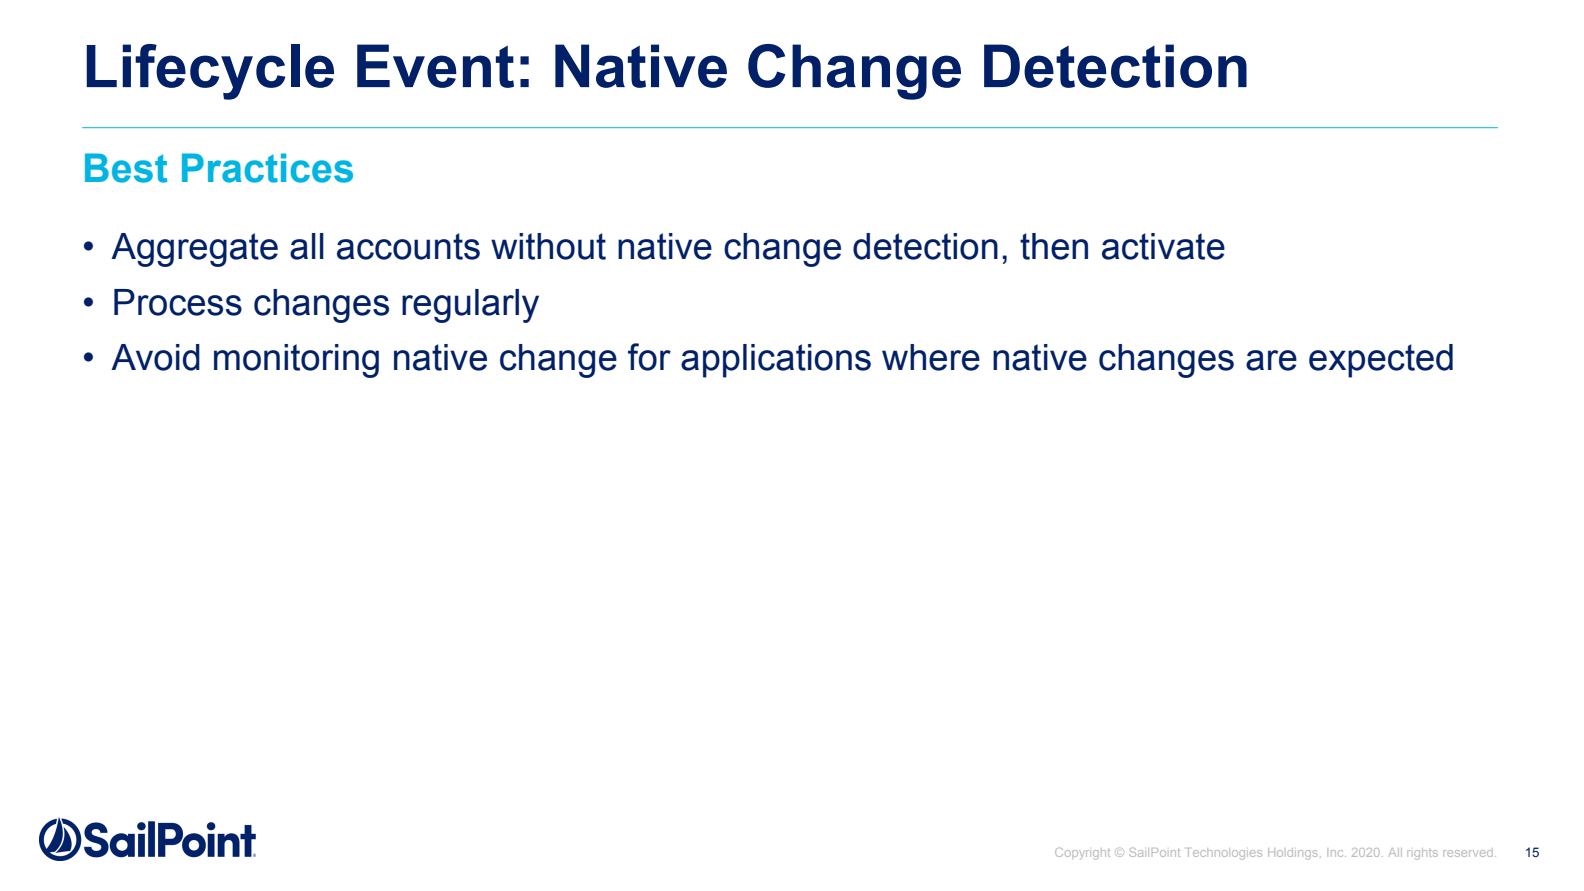 Lifecycle Event: Native Change Detection
Best Practices
• Aggregate all accounts without native change detection, then activate
• Process changes regularly
• Avoid monitoring native change for applications where native changes are expected
SailPoint
Copyright © SailPoint Technologies Holdings, Inc. 2020. All rights reserved. 15